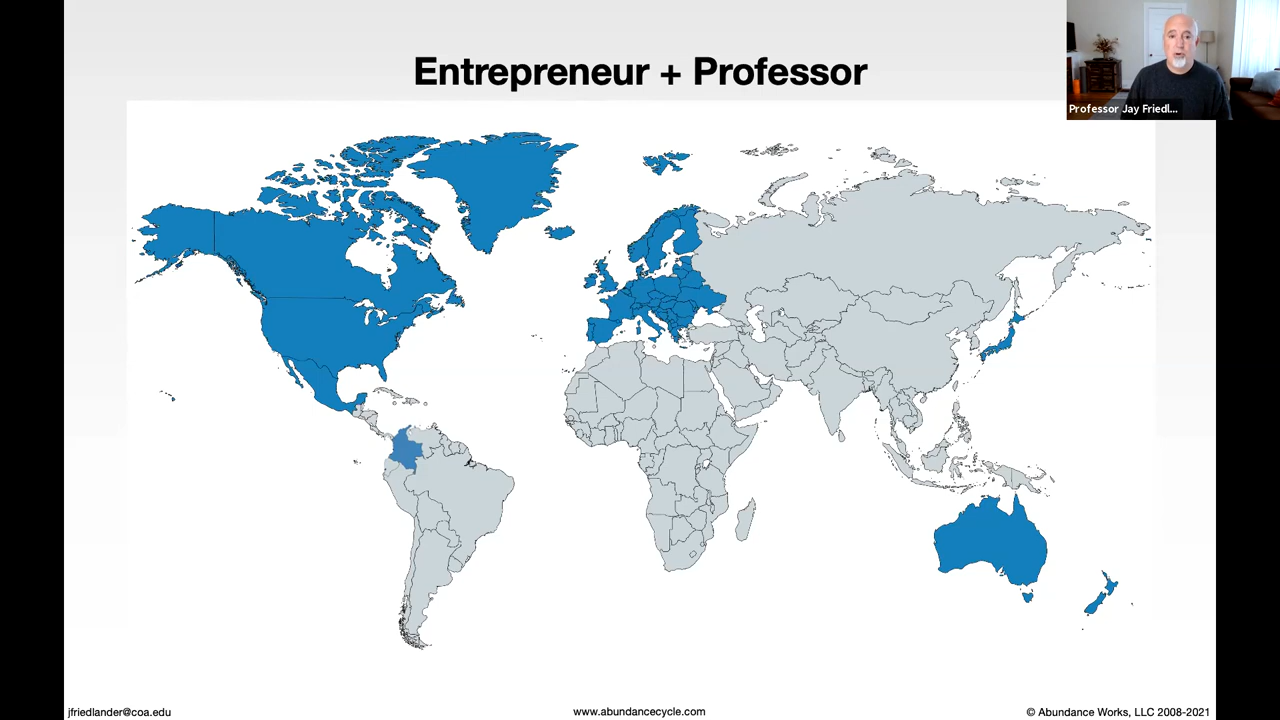 Entrepreneur + Professor
Professor Jay Friedl...
jfriedlander@coa.edu
www.abundancecycle.com
© Abundance Works, LLC 2008-2021